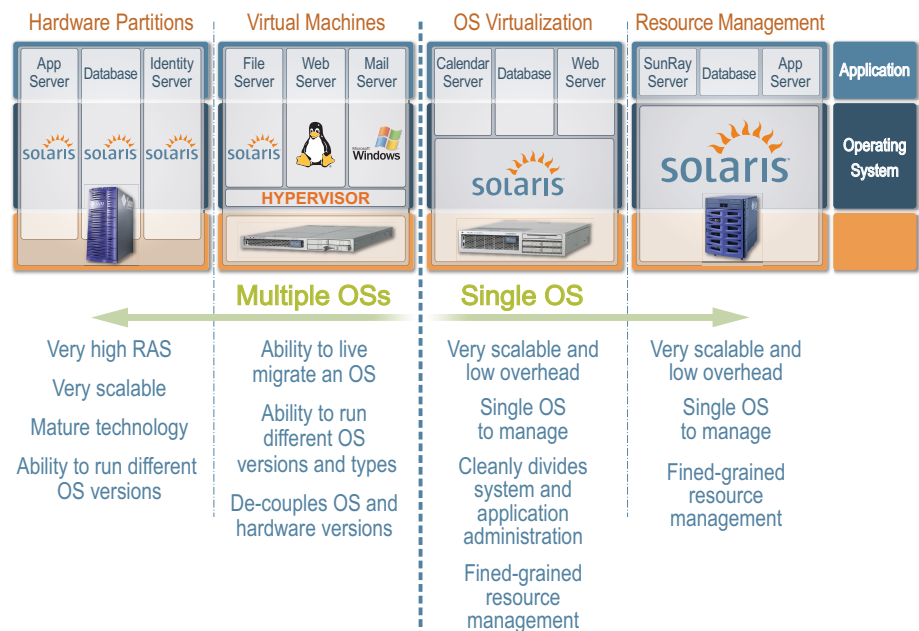 Hardware Partitions
Virtual Machines
OS Virtualization
Resource Management
App
Server
Database
Identity
Server
File
Server
Web
Server
Mail
Server
Calendar
Server
Database
Web
Server
SunRay
Server
Database
App
Server
Application
solaris
solaris
solaris
solaris
Microsoft
Windows
solaris
solaris
Operating
System
HYPERVISOR
Multiple OSs
Single OS
Very high RAS
Very scalable
Mature technology
Ability to run different
OS versions
Ability to live
migrate an OS
Ability to run
different OS
versions and types
De-couples OS and
hardware versions
Very scalable and
low overhead
Single OS
to manage
Cleanly divides
system and
application
administration
Fined-grained
resource
management
Very scalable and
low overhead
Single OS
to manage
Fined-grained
resource
management